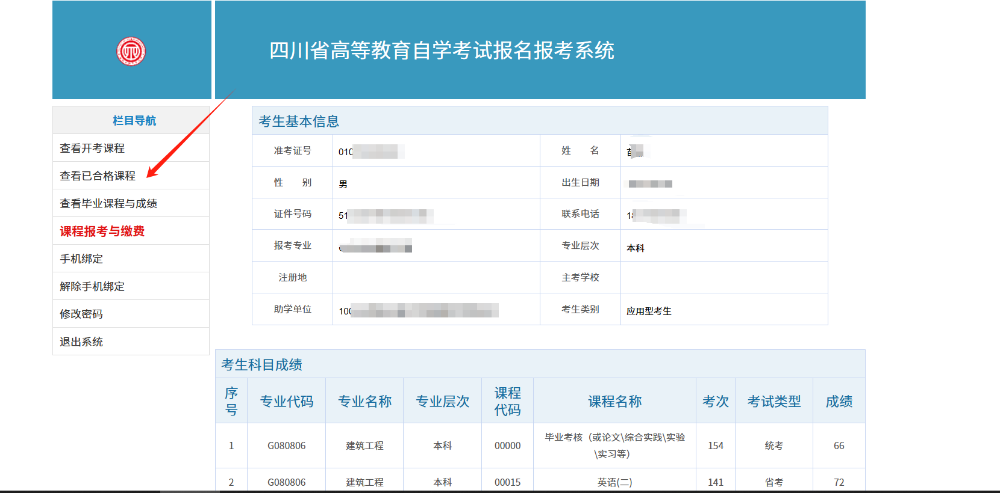 四川省高等教育自学考试报名报考系统
栏目导航
查看开考课程
查看已合格课程
查看毕业课程与成绩
课程报考与缴费
手机绑定
解除手机绑定
修改密码
退出系统
考生基本信息
准考证号 010 姓 名
性 别 男 出生日期
证件号码 51 联系电话
报考专业 专业层次 本科
注册地 主考学校
助学单位 100 考生类别 应用型考生
考生科目成绩
序号 专业代码 专业名称 专业层次 课程代码 课程名称 考次 考试类型 成绩
1 G080806 建筑工程 本科 00000 毕业考核（或论文\综合实践\实验\实习等） 154 统考 66
2 G080806 建筑工程 本科 00015 英语(二) 141 省考 72